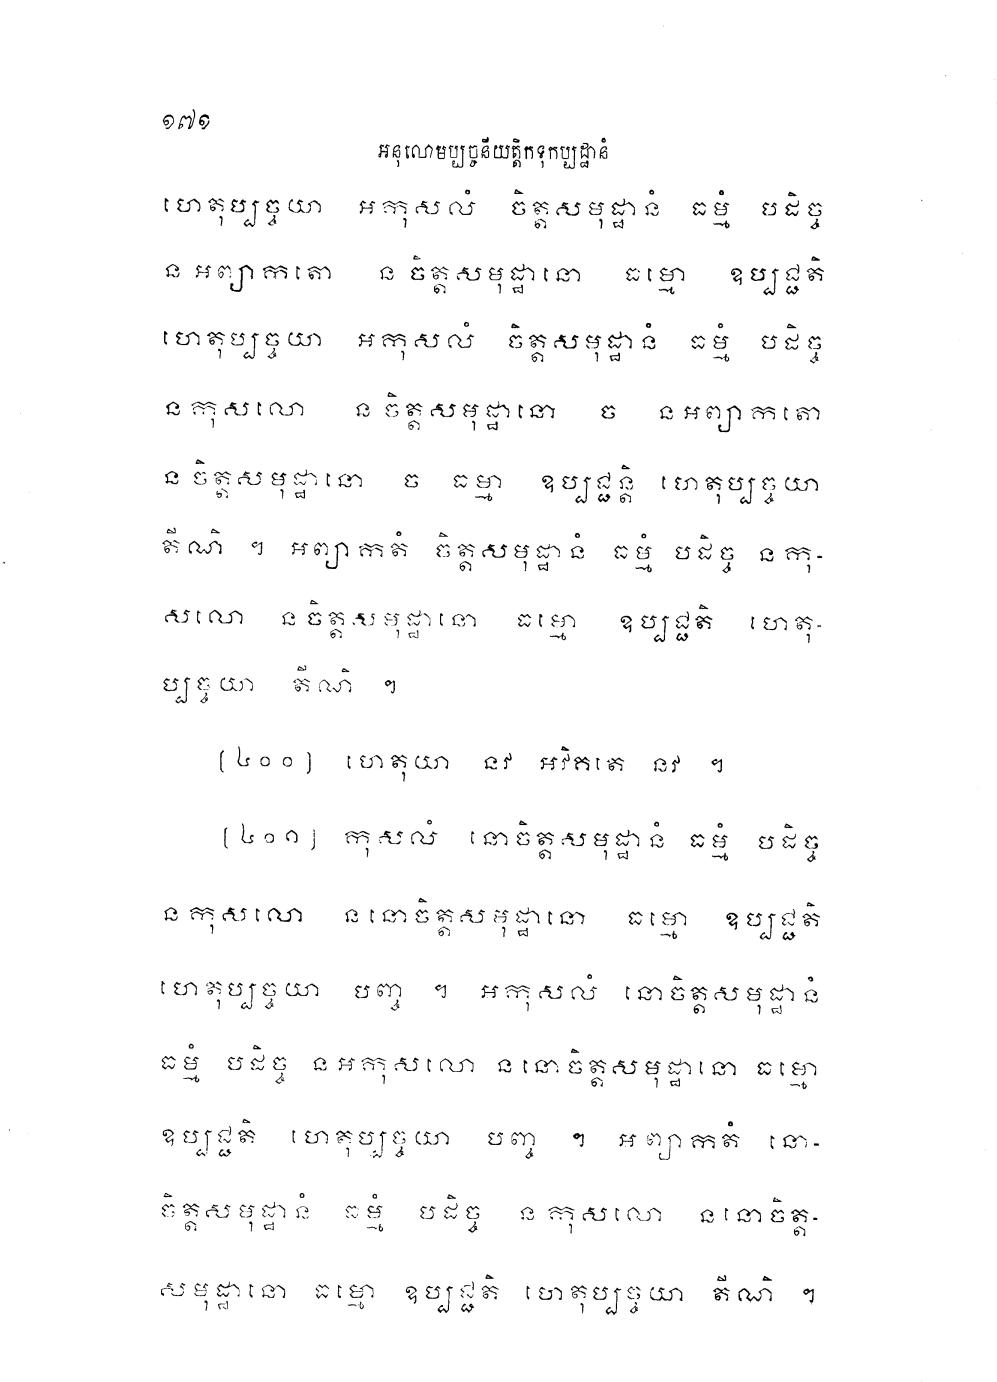 ១៧១
អនុលោមប្បច្ចនីយត្តិកទុកប្បដ្ឋានំ
ហេតុប្បច្ចយា អកុសលំ ចិត្តសមុដ្ឋានំ ធម្មំ បដិច្ច
ន អព្យាកតោ ន ចិត្តសមុដ្ឋានោ ធម្មោ ឧប្បជ្ជតិ
ហេតុប្បច្ចយា អកុសលំ ចិត្តសមុដ្ឋានំ ធម្មំ បដិច្ច
ន កុសលោ ន ចិត្តសមុដ្ឋានោ ច ន អព្យាកតោ
ន ចិត្តសមុដ្ឋានោ ច ធម្មា ឧប្បជ្ជន្តិ ហេតុប្បច្ចយា
តីណិ ។ អព្យាកតំ ចិត្តសមុដ្ឋានំ ធម្មំ បដិច្ច ន កុ-
សលោ ន ចិត្តសមុដ្ឋានោ ធម្មោ ឧប្បជ្ជតិ ហេតុ-
ប្បច្ចយា តីណិ ។
(៤០០) ហេតុយា នវ អវិគតេ នវ ។
(៤០១) កុសលំ នោចិត្តសមុដ្ឋានំ ធម្មំ បដិច្ច
ន កុសលោ ន នោចិត្តសមុដ្ឋានោ ធម្មោ ឧប្បជ្ជតិ
ហេតុប្បច្ចយា បញ្ច ។ អកុសលំ នោចិត្តសមុដ្ឋានំ
ធម្មំ បដិច្ច ន អកុសលោ ន នោចិត្តសមុដ្ឋានោ ធម្មោ
ឧប្បជ្ជតិ ហេតុប្បច្ចយា បញ្ច ។ អព្យាកតំ នោ-
ចិត្តសមុដ្ឋានំ ធម្មំ បដិច្ច ន កុសលោ ន នោចិត្ត-
សមុដ្ឋានោ ធម្មោ ឧប្បជ្ជតិ ហេតុប្បច្ចយា តីណិ ។